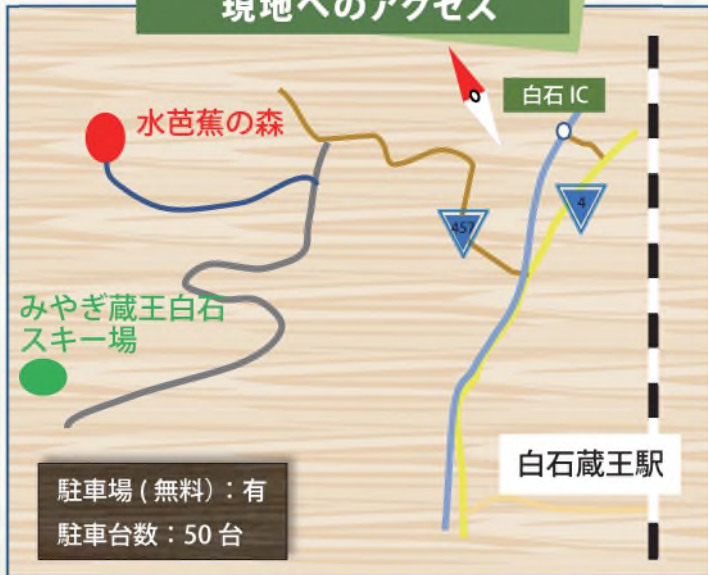 現地へのアクセス
白石 IC
水芭蕉の森
4
457
みやぎ蔵王白石
スキー場
白石蔵王駅
駐車場 ( 無料）：有
駐車台数：50 台